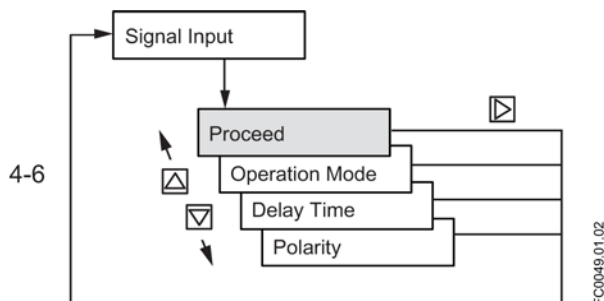 Signal Input
Proceed
Operation Mode
4-6
Delay Time
Polarity
FC0049.01.02